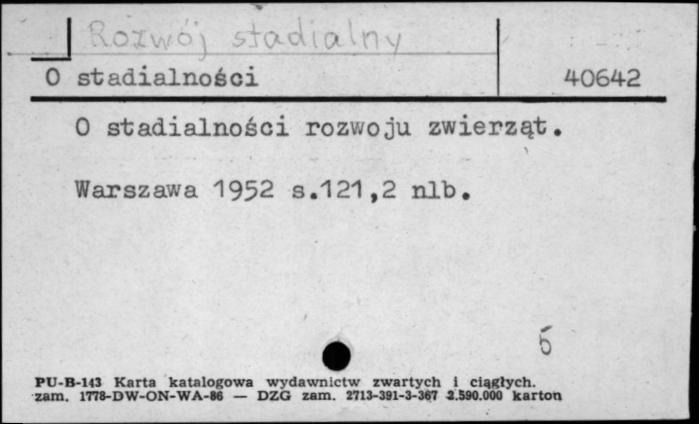 Rozwój stadialny
O stadialności 40642
O stadialności rozwoju zwierząt.
Warszawa 1952 s.121,2 nlb.
PU-B-143 Karta katalogowa wydawnictw zwartych i ciągłych.
zam. 1778-DW-ON-WA-86 — DZG zam. 2713-391-3-367 2.590.000 karton